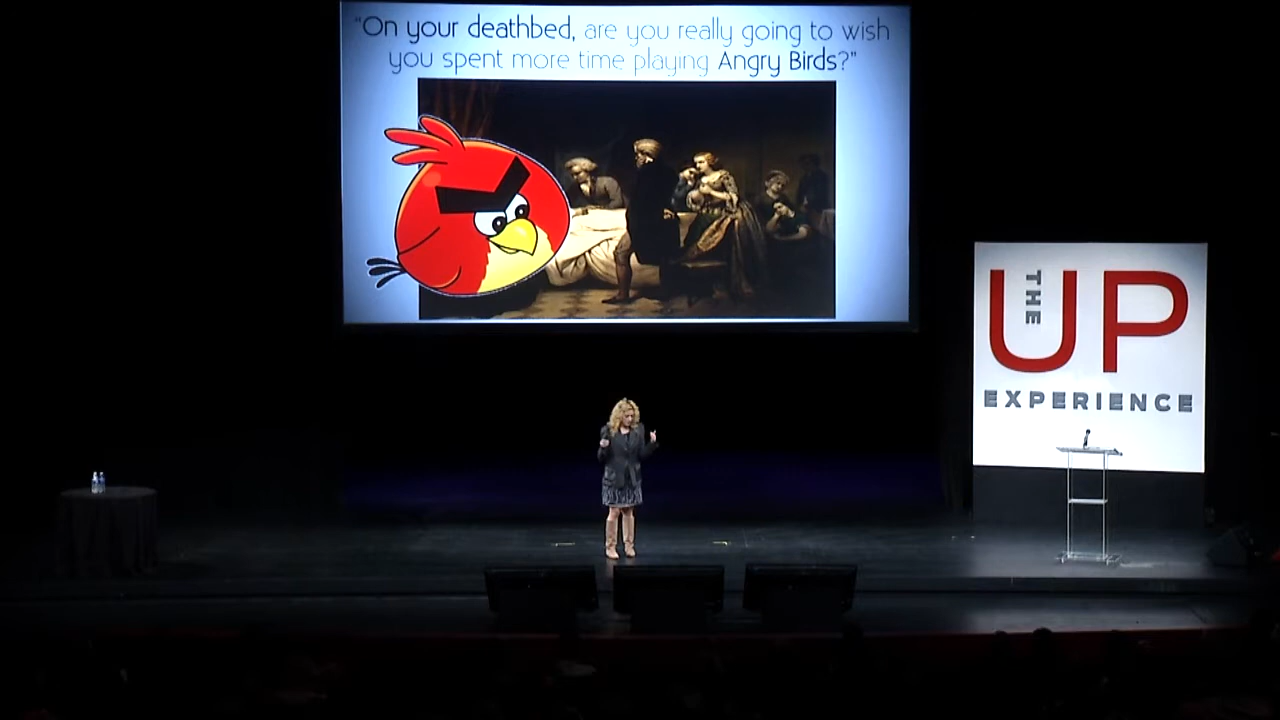 "On your deathbed, are you really going to wish
you spent more time playing Angry Birds?"
THE
UP
EXPERIENCE